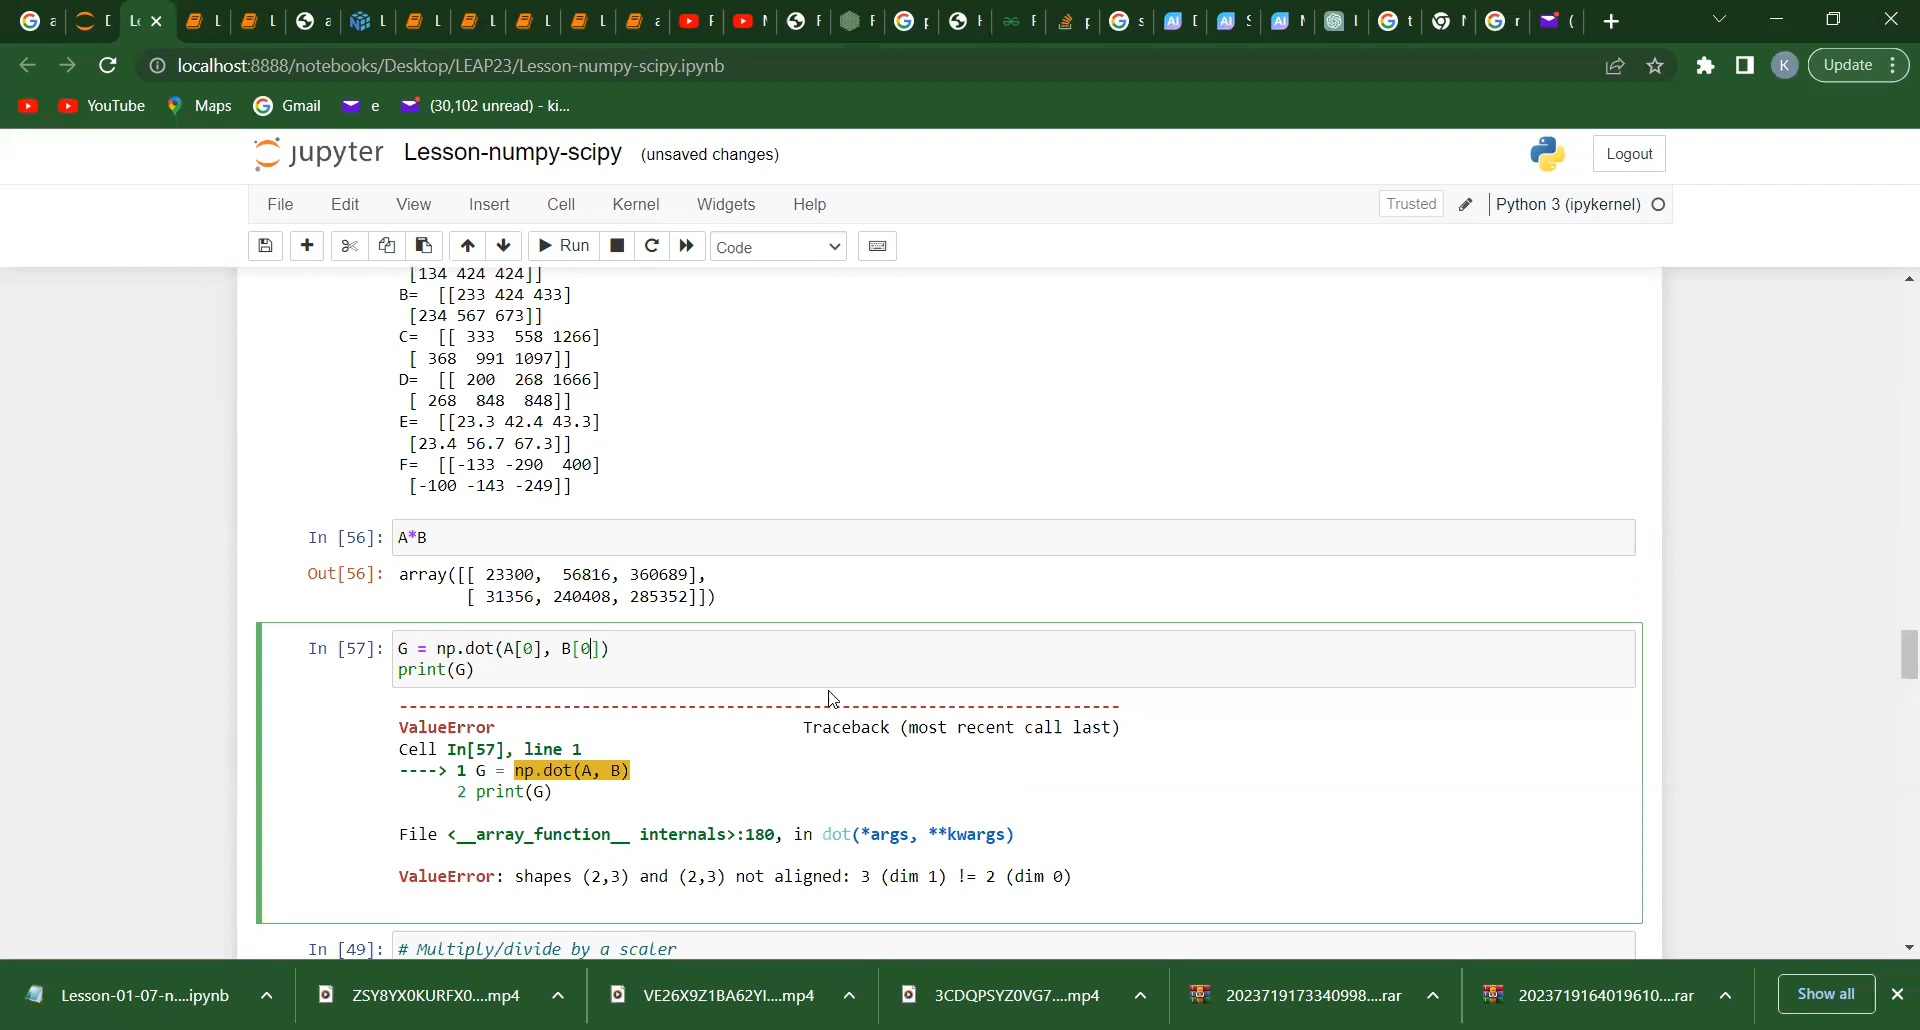 localhost:8888/notebooks/Desktop/LEAP23/Lesson-numpy-scipy.ipynb
K
Update
YouTube
Maps
Gmail
e
(30,102 unread) - ki...
jupyter
Lesson-numpy-scipy
(unsaved changes)
Logout
File
Edit
View
Insert
Cell
Kernel
Widgets
Help
Trusted
Python 3 (ipykernel)
Run
Code
[134 424 424]]
B=  [[233 424 433]
[234 567 673]]
C=  [[ 333  558 1266]
[ 368  991 1097]]
D=  [[ 200  268 1666]
[ 268  848  848]]
E=  [[23.3 42.4 43.3]
[23.4 56.7 67.3]]
F=  [[-133 -290  400]
[-100 -143 -249]]
In [56]: A*B
Out[56]: array([[ 23300,  56816, 360689],
[ 31356, 240408, 285352]])
In [57]: G = np.dot(A[0], B[0])
print(G)
---------------------------------------------------------------------------
ValueError                                Traceback (most recent call last)
Cell In[57], line 1
----> 1 G = np.dot(A, B)
2 print(G)
File <__array_function__ internals>:180, in dot(*args, **kwargs)
ValueError: shapes (2,3) and (2,3) not aligned: 3 (dim 1) != 2 (dim 0)
In [49]: # Multiply/divide by a scaler
Lesson-01-07-n....ipynb
ZSY8YX0KURFX0....mp4
VE26X9Z1BA62YI....mp4
3CDQPSYZ0VG7....mp4
2023719173340998....rar
2023719164019610....rar
Show all